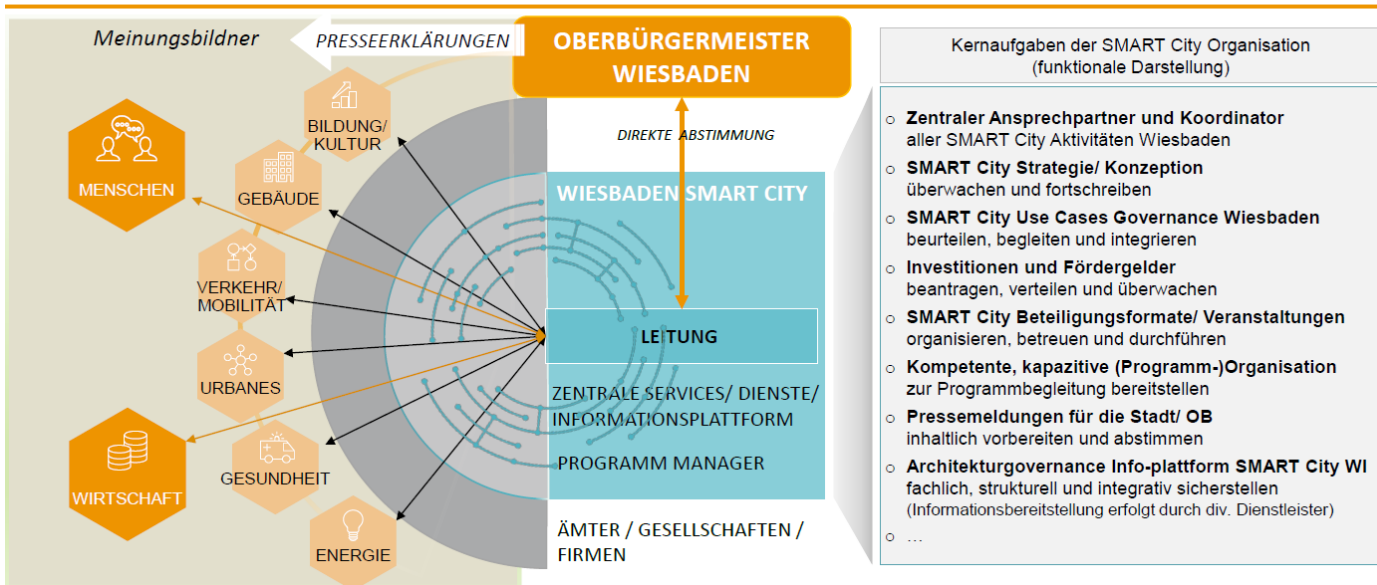 Meinungsbildner
PRESSEERKLÄRUNGEN
OBERBÜRGERMEISTER
WIESBADEN
DIREKTE ABSTIMMUNG
BILDUNG/
KULTUR
MENSCHEN
GEBÄUDE
VERKEHR/
MOBILITÄT
URBANES
WIRTSCHAFT
GESUNDHEIT
ENERGIE
WIESBADEN SMART CITY
LEITUNG
ZENTRALE SERVICES/ DIENSTE/
INFORMATIONSPLATTFORM
PROGRAMM MANAGER
ÄMTER / GESELLSCHAFTEN /
FIRMEN
Kernaufgaben der SMART City Organisation
(funktionale Darstellung)
o Zentraler Ansprechpartner und Koordinator
aller SMART City Aktivitäten Wiesbaden
o SMART City Strategie/ Konzeption
überwachen und fortschreiben
o SMART City Use Cases Governance Wiesbaden
beurteilen, begleiten und integrieren
o Investitionen und Fördergelder
beantragen, verteilen und überwachen
o SMART City Beteiligungsformate/ Veranstaltungen
organisieren, betreuen und durchführen
o Kompetente, kapazitive (Programm-)Organisation
zur Programmbegleitung bereitstellen
o Pressemeldungen für die Stadt/ OB
inhaltlich vorbereiten und abstimmen
o Architekturgovernance Info-plattform SMART City WI
fachlich, strukturell und integrativ sicherstellen
(Informationsbereitstellung erfolgt durch div. Dienstleister)
o …